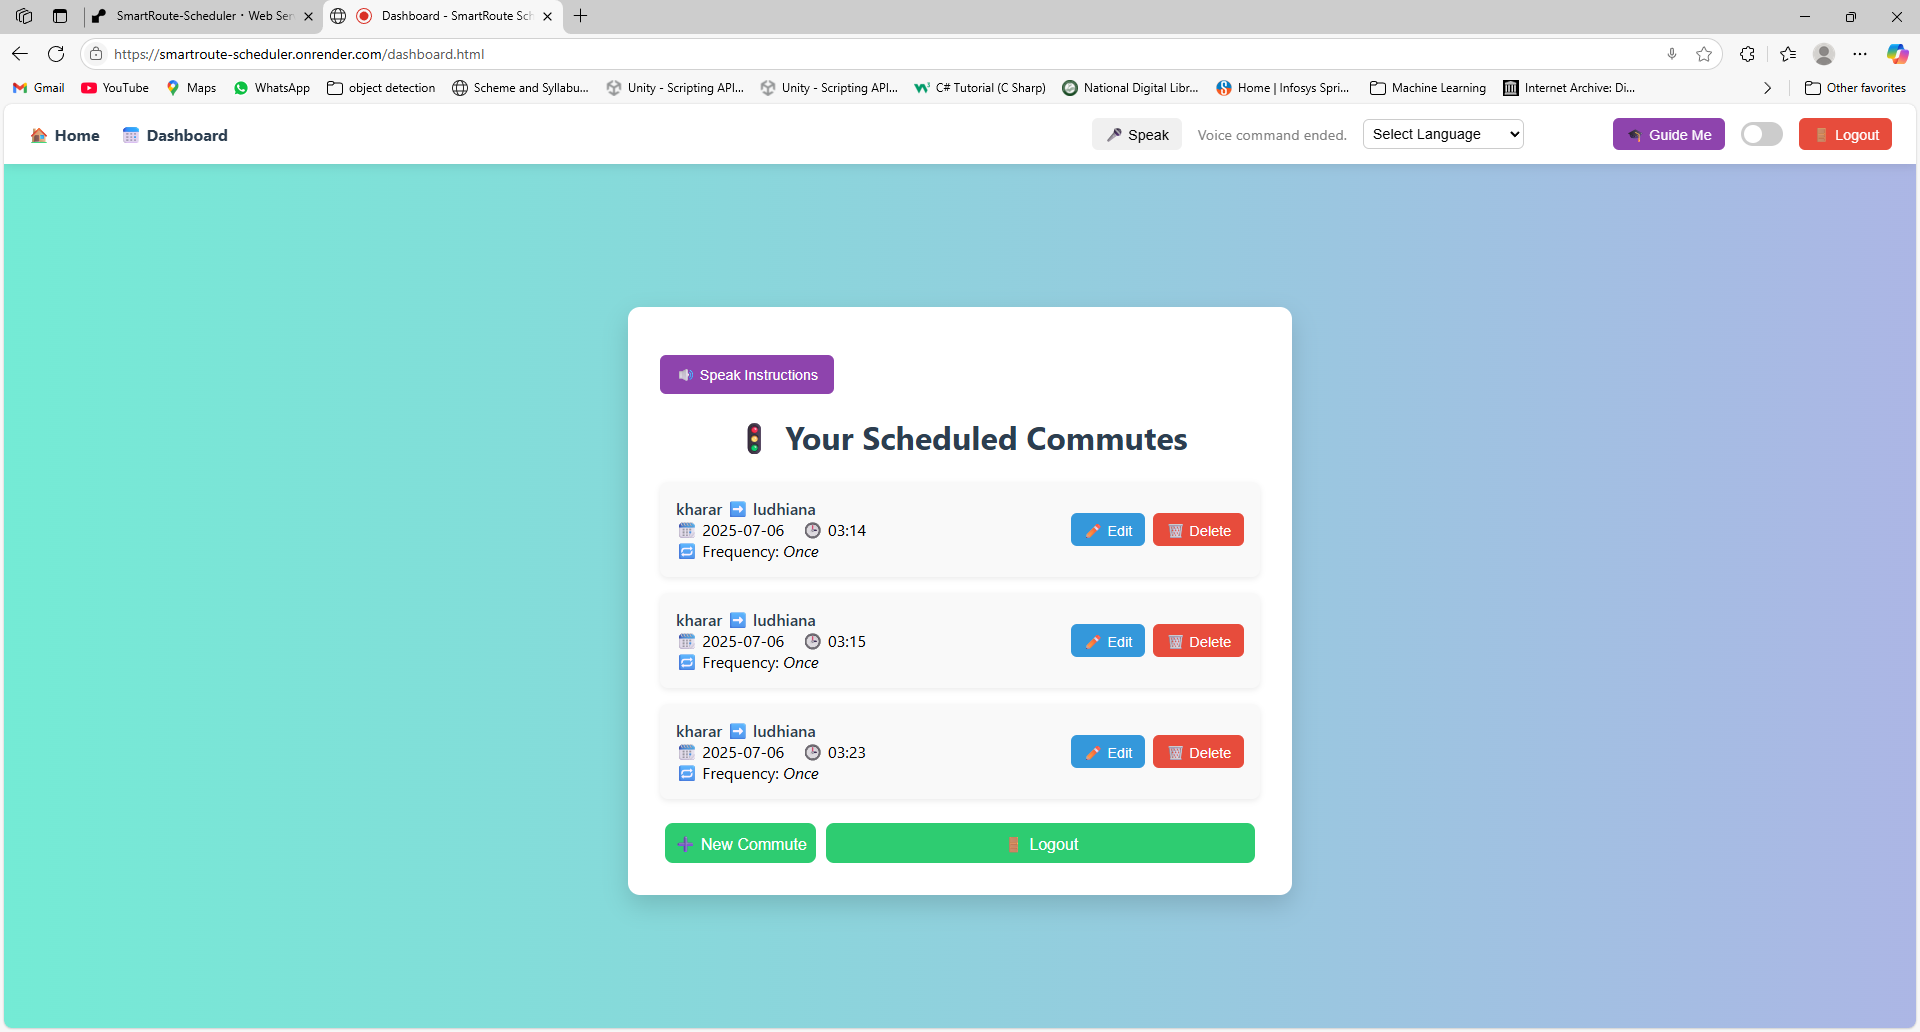 SmartRoute-Scheduler · Web Ser
Dashboard - SmartRoute Sch
https://smartroute-scheduler.onrender.com/dashboard.html
Gmail YouTube Maps WhatsApp object detection Scheme and Syllabu... Unity - Scripting API... Unity - Scripting API... C# Tutorial (C Sharp) National Digital Libr... Home | Infosys Spri... Machine Learning Internet Archive: Di... Other favorites
Home Dashboard Speak Voice command ended. Select Language Guide Me Logout
Speak Instructions
Your Scheduled Commutes
kharar ➡️ ludhiana
2025-07-06 03:14
Frequency: Once
Edit Delete
kharar ➡️ ludhiana
2025-07-06 03:15
Frequency: Once
Edit Delete
kharar ➡️ ludhiana
2025-07-06 03:23
Frequency: Once
Edit Delete
New Commute Logout